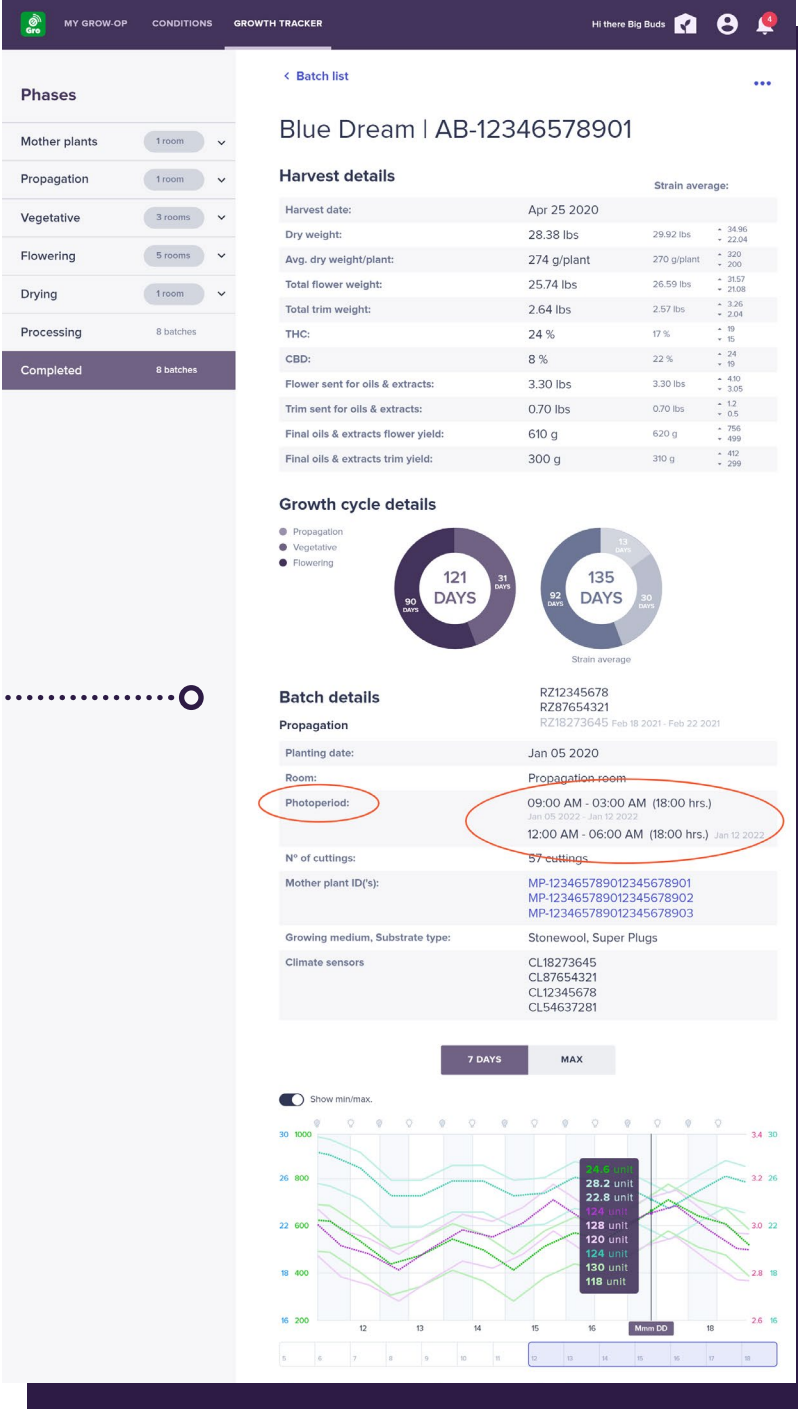 Gro
MY GROW-OP CONDITIONS GROWTH TRACKER Hi there Big Buds 4
Phases
Mother plants 1 room
Propagation 1 room
Vegetative 3 rooms
Flowering 5 rooms
Drying 1 room
Processing 8 batches
Completed 8 batches
< Batch list
•••
Blue Dream | AB-12346578901
Harvest details
Strain average:
Harvest date: Apr 25 2020
Dry weight: 28.38 lbs 29.92 lbs 34.96 22.04
Avg. dry weight/plant: 274 g/plant 270 g/plant 320 200
Total flower weight: 25.74 lbs 26.59 lbs 31.57 21.08
Total trim weight: 2.64 lbs 2.57 lbs 3.26 2.04
THC: 24 % 17 % 19 15
CBD: 8 % 22 % 24 19
Flower sent for oils & extracts: 3.30 lbs 3.30 lbs 4.10 3.05
Trim sent for oils & extracts: 0.70 lbs 0.70 lbs 1.2 0.5
Final oils & extracts flower yield: 610 g 620 g 756 499
Final oils & extracts trim yield: 300 g 310 g 412 299
Growth cycle details
Propagation
Vegetative
Flowering
121 DAYS
31 DAYS
90 DAYS
135 DAYS
13 DAYS
30 DAYS
92 DAYS
Strain average
Batch details
RZ12345678
RZ87654321
RZ18273645 Feb 18 2021 - Feb 22 2021
Propagation
Planting date: Jan 05 2020
Room: Propagation room
Photoperiod: 09:00 AM - 03:00 AM (18:00 hrs.)
Jan 05 2022 - Jan 12 2022
12:00 AM - 06:00 AM (18:00 hrs.) Jan 12 2022
Nº of cuttings: 57 cuttings
Mother plant ID('s): MP-123465789012345678901
MP-123465789012345678902
MP-123465789012345678903
Growing medium, Substrate type: Stonewool, Super Plugs
Climate sensors CL18273645
CL87654321
CL12345678
CL54637281
7 DAYS MAX
Show min/max.
30 1000 3.4 30
26 800 3.2 26
22 600 3.0 22
18 400 2.8 18
16 200 2.6 16
24.6 unit
28.2 unit
22.8 unit
124 unit
128 unit
120 unit
124 unit
130 unit
118 unit
12 13 14 15 16 Mmm DD 18
5 6 7 8 9 10 11 12 13 14 15 16 17 18